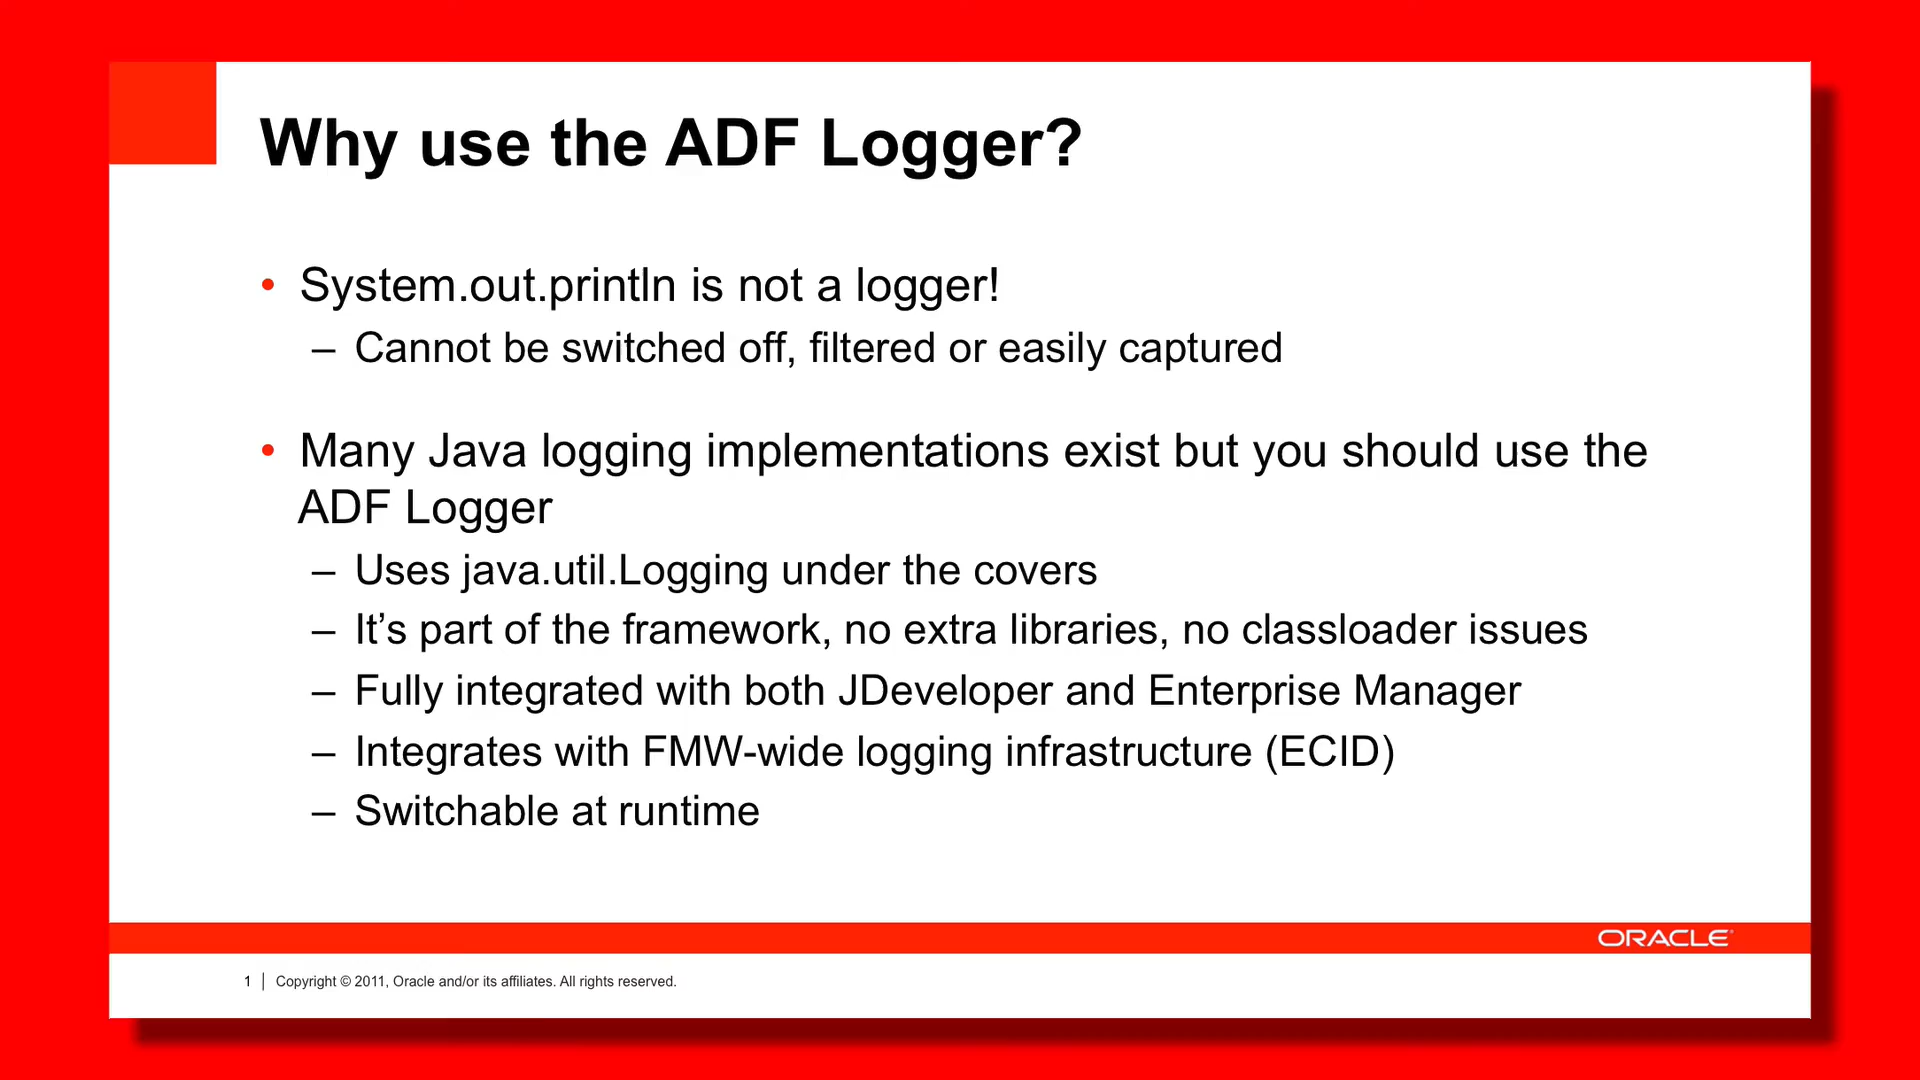 Why use the ADF Logger?
• System.out.println is not a logger!
– Cannot be switched off, filtered or easily captured
• Many Java logging implementations exist but you should use the
ADF Logger
– Uses java.util.Logging under the covers
– It’s part of the framework, no extra libraries, no classloader issues
– Fully integrated with both JDeveloper and Enterprise Manager
– Integrates with FMW-wide logging infrastructure (ECID)
– Switchable at runtime
ORACLE
1 | Copyright © 2011, Oracle and/or its affiliates. All rights reserved.